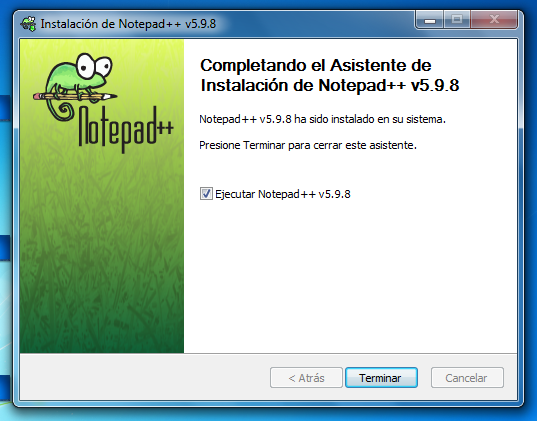 Instalación de Notepad++ v5.9.8
Notepad++
Completando el Asistente de
Instalación de Notepad++ v5.9.8
Notepad++ v5.9.8 ha sido instalado en su sistema.
Presione Terminar para cerrar este asistente.
Ejecutar Notepad++ v5.9.8
< Atrás
Terminar
Cancelar